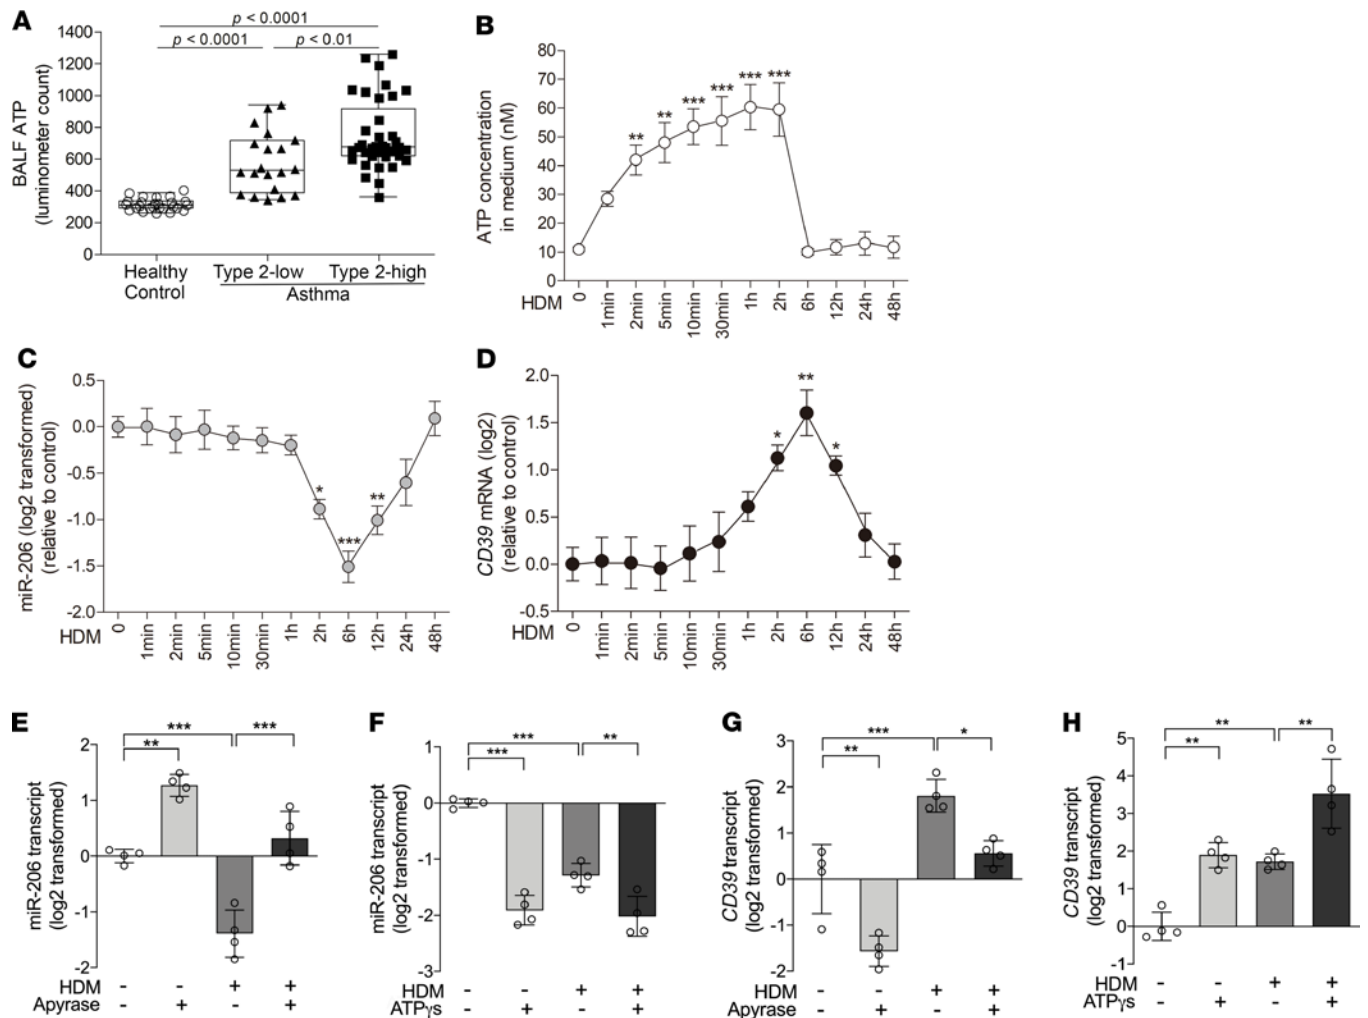 A
p < 0.0001
p < 0.0001
p < 0.01
1400
1200
1000
800
600
400
200
0
BALF ATP
(luminometer count)
Healthy
Control
Type 2-low
Type 2-high
Asthma
B
80
70
60
50
40
30
20
10
0
ATP concentration
in medium (nM)
** ** *** *** *** ***
HDM
0 1min 2min 5min 10min 30min 1h 2h 6h 12h 24h 48h
C
0.5
0.0
-0.5
-1.0
-1.5
-2.0
miR-206 (log2 transformed)
(relative to control)
* *** **
HDM
0 1min 2min 5min 10min 30min 1h 2h 6h 12h 24h 48h
D
2.0
1.5
1.0
0.5
0.0
-0.5
CD39 mRNA (log2)
(relative to control)
* ** *
HDM
0 1min 2min 5min 10min 30min 1h 2h 6h 12h 24h 48h
E
*** ***
**
2
1
0
-1
-2
miR-206 transcript
(log2 transformed)
HDM - - + +
Apyrase - + - +
F
*** **
***
1
0
-1
-2
-3
miR-206 transcript
(log2 transformed)
HDM - - + +
ATPγs - + - +
G
*** *
**
3
2
1
0
-1
-2
CD39 transcript
(log2 transformed)
HDM - - + +
Apyrase - + - +
H
** **
**
5
4
3
2
1
0
-1
CD39 transcript
(log2 transformed)
HDM - - + +
ATPγs - + - +